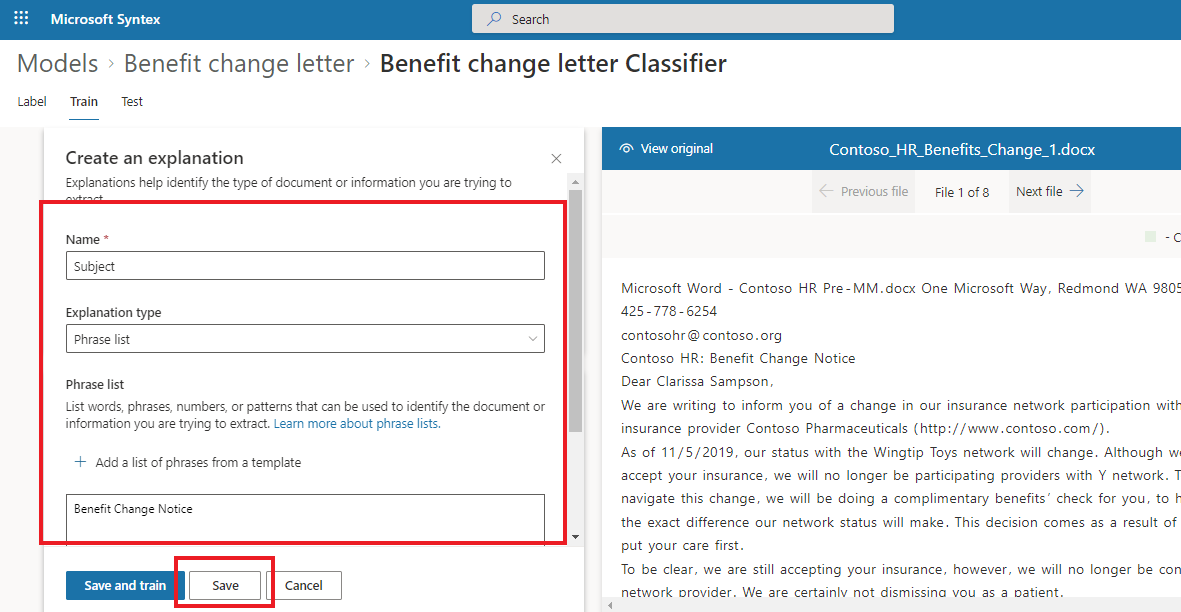 Microsoft Syntex
Search
Models > Benefit change letter > Benefit change letter Classifier
Label Train Test
Create an explanation
Explanations help identify the type of document or information you are trying to
extract.
Name *
Subject
Explanation type
Phrase list
Phrase list
List words, phrases, numbers, or patterns that can be used to identify the document or
information you are trying to extract. Learn more about phrase lists.
+ Add a list of phrases from a template
Benefit Change Notice
Save and train Save Cancel
View original Contoso_HR_Benefits_Change_1.docx
Previous file File 1 of 8 Next file
- C
Microsoft Word - Contoso HR Pre-MM.docx One Microsoft Way, Redmond WA 9805
425-778-6254
contosohr@contoso.org
Contoso HR: Benefit Change Notice
Dear Clarissa Sampson,
We are writing to inform you of a change in our insurance network participation with
insurance provider Contoso Pharmaceuticals (http://www.contoso.com/).
As of 11/5/2019, our status with the Wingtip Toys network will change. Although we
accept your insurance, we will no longer be participating providers with Y network. T
navigate this change, we will be doing a complimentary benefits' check for you, to h
the exact difference our network status will make. This decision comes as a result of
put your care first.
To be clear, we are still accepting your insurance, however, we will no longer be con
network provider. We are certainly not dismissing you as a patient.